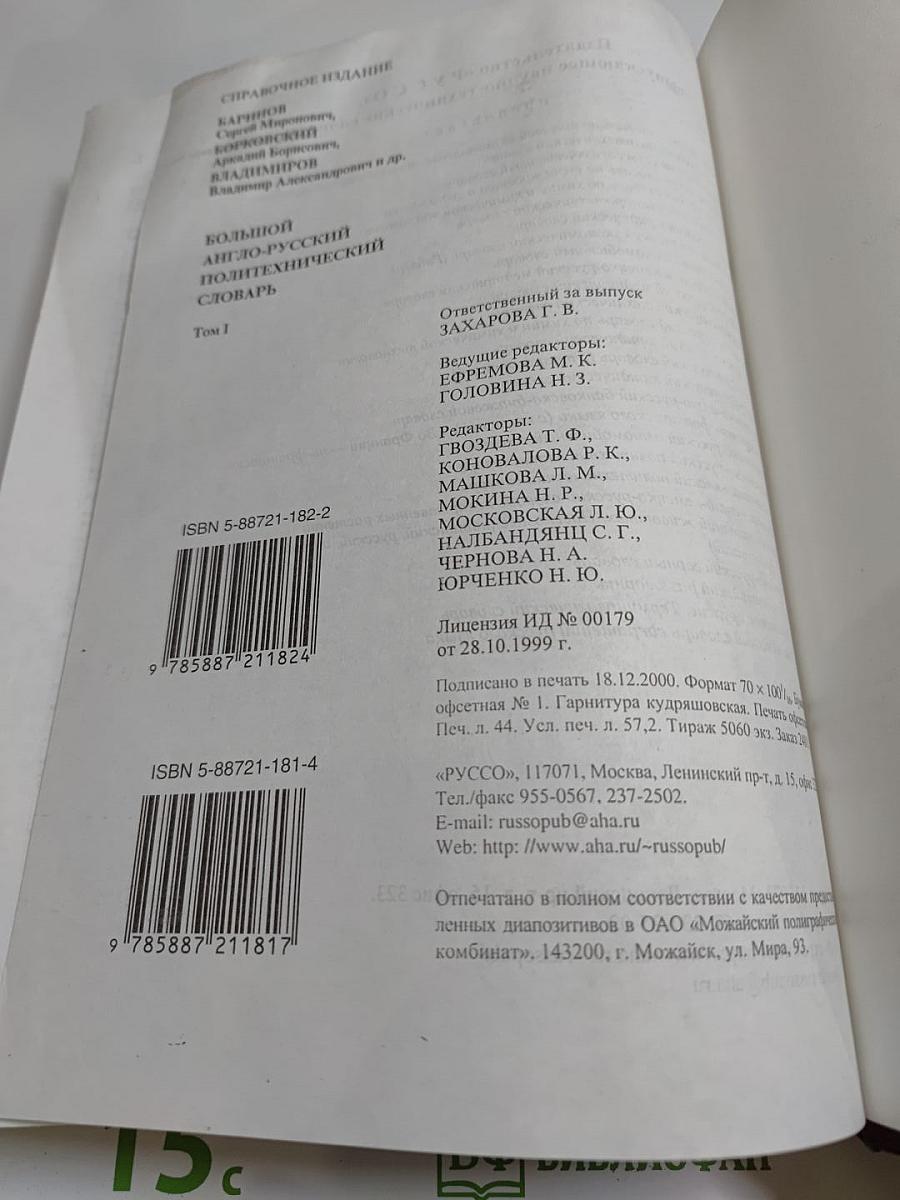 СПРАВОЧНОЕ ИЗДАНИЕ
БАРИНОВ
Сергей Миронович,
БОРКОВСКИЙ
Аркадий Борисович,
ВЛАДИМИРОВ
Владимир Александрович и др.
БОЛЬШОЙ
АНГЛО-РУССКИЙ
ПОЛИТЕХНИЧЕСКИЙ
СЛОВАРЬ
Том I
Ответственный за выпуск
ЗАХАРОВА Г. В.
Ведущие редакторы:
ЕФРЕМОВА М. К.
ГОЛОВИНА Н. З.
Редакторы:
ГВОЗДЕВА Т. Ф.,
КОНОВАЛОВА Р. К.,
МАШКОВА Л. М.,
МОКИНА Н. Р.,
МОСКОВСКАЯ Л. Ю.,
НАЛБАНДЯНЦ С. Г.,
ЧЕРНОВА Н. А.
ЮРЧЕНКО Н. Ю.
ISBN 5-88721-182-2
9 785887 211824
ISBN 5-88721-181-4
9 785887 211817
Лицензия ИД № 00179
от 28.10.1999 г.
Подписано в печать 18.12.2000. Формат 70 × 100/
офсетная № 1. Гарнитура кудряшовская. Печать
Печ. л. 44. Усл. печ. л. 57,2. Тираж 5060 экз. Заказ
«РУССО», 117071, Москва, Ленинский пр-т, д. 15,
Тел./факс 955-0567, 237-2502.
E-mail: russopub@aha.ru
Web: http: //www.aha.ru/~russopub/
Отпечатано в полном соответствии с качеством
ленных диапозитивов в ОАО «Можайский
комбинат». 143200, г. Можайск, ул. Мира, 93.
15 с